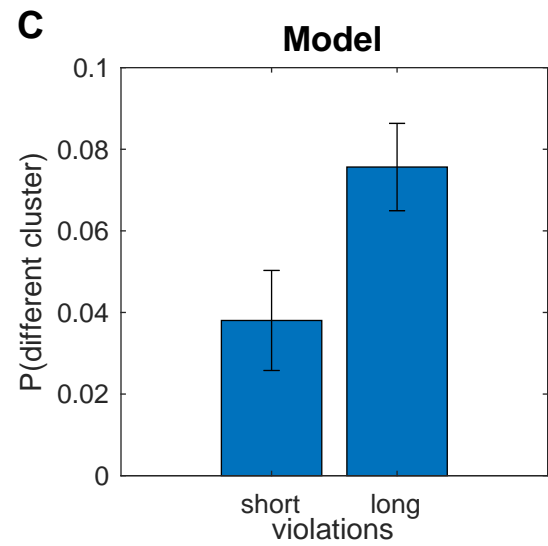 C
Model
P(different cluster)
0.1
0.08
0.06
0.04
0.02
0
short long
violations